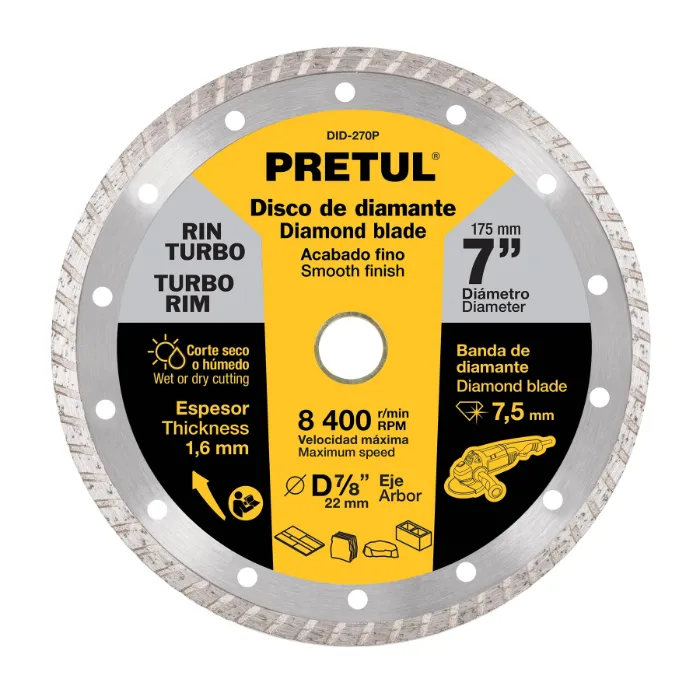 DID-270P
PRETUL®
Disco de diamante
Diamond blade
Acabado fino
Smooth finish
RIN
TURBO
TURBO
RIM
175 mm
7”
Diámetro
Diameter
Corte seco
o húmedo
Wet or dry cutting
Espesor
Thickness
1,6 mm
8 400 r/min
RPM
Velocidad máxima
Maximum speed
D 7/8” Eje
22 mm Arbor
Banda de
diamante
Diamond blade
7,5 mm